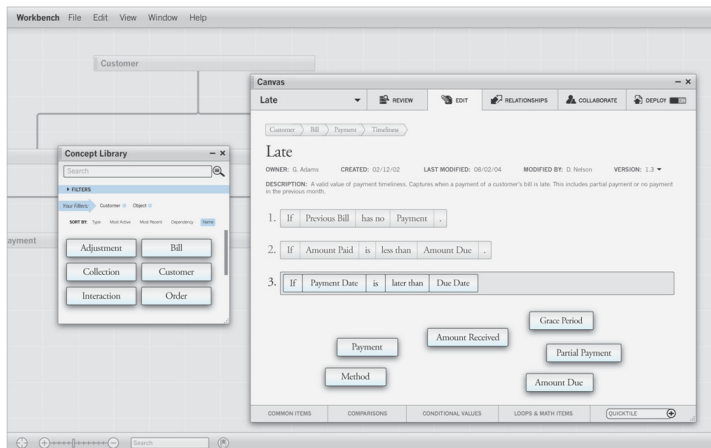 Workbench File Edit View Window Help
Customer
ayment
Concept Library
Search
FILTERS
Your Filters: Customer Object
SORT BY: Type Most Active Most Recent Dependency Name
Adjustment Bill
Collection Customer
Interaction Order
Canvas
Late REVIEW EDIT RELATIONSHIPS COLLABORATE DEPLOY
Customer Bill Payment Timeliness
Late
OWNER: G. Adams CREATED: 02/12/02 LAST MODIFIED: 08/02/04 MODIFIED BY: D. Nelson VERSION: 1.3
DESCRIPTION: A valid value of payment timeliness. Captures when a payment of a customer's bill is late. This includes partial payment or no payment
in the previous month.
1. If Previous Bill has no Payment .
2. If Amount Paid is less than Amount Due .
3. If Payment Date is later than Due Date
Grace Period
Amount Received
Payment
Partial Payment
Method
Amount Due
COMMON ITEMS COMPARISONS CONDITIONAL VALUES LOOPS & MATH ITEMS QUICKTILE
Search